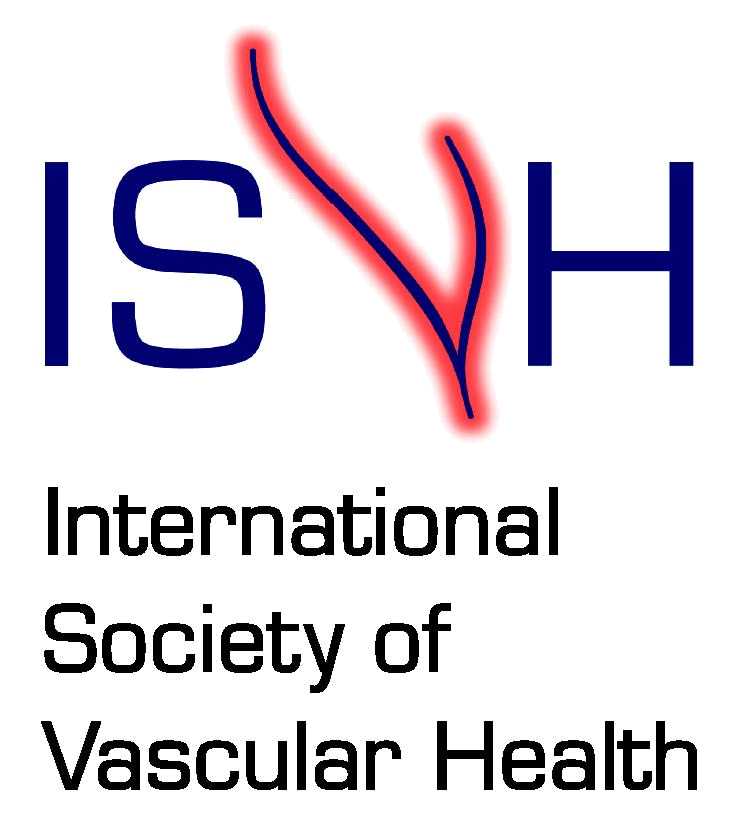 ISVH
International
Society of
Vascular Health